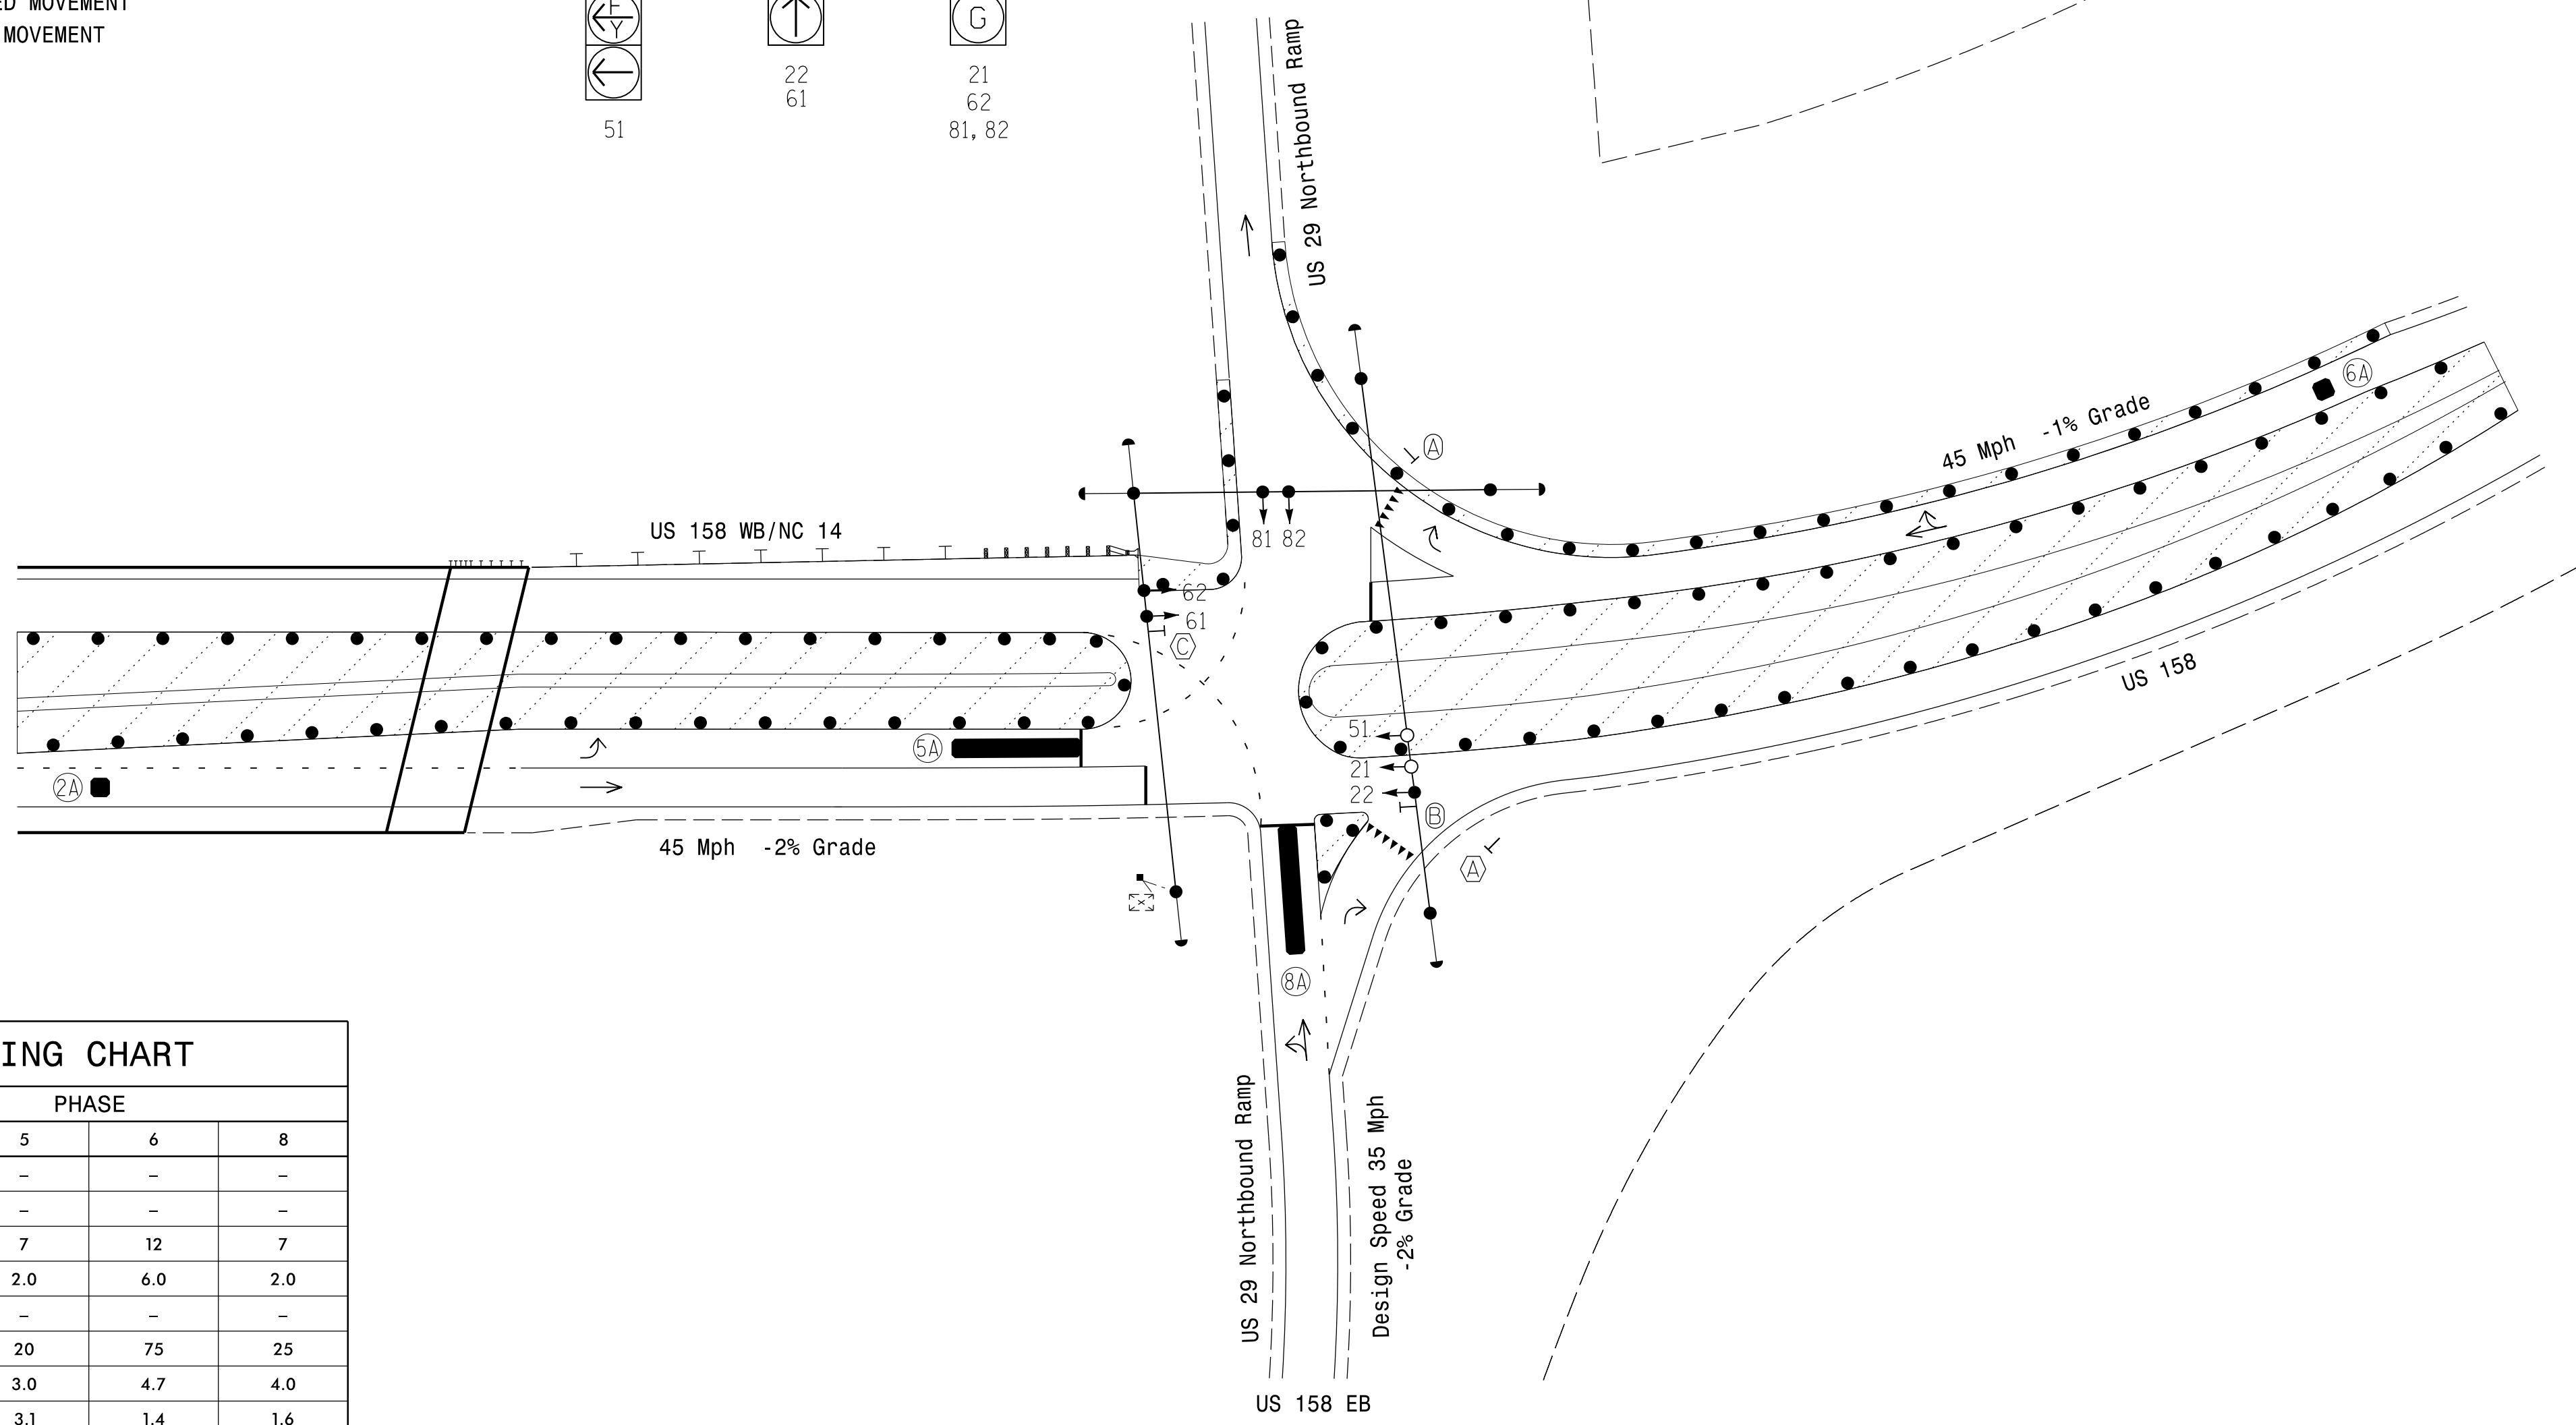 ED MOVEMENT
MOVEMENT
F
Y
G
51
22
61
21
62
81, 82
US 29 Northbound Ramp
A
6A
45 Mph -1% Grade
US 158 WB/NC 14
81 82
62
61
C
US 158
51
5A
21
2A
22
B
45 Mph -2% Grade
A
X
8A
US 29 Northbound Ramp
Design Speed 35 Mph
-2% Grade
US 158 EB
ING CHART
PHASE
5 6 8
– – –
– – –
7 12 7
2.0 6.0 2.0
– – –
20 75 25
3.0 4.7 4.0
3.1 1.4 1.6